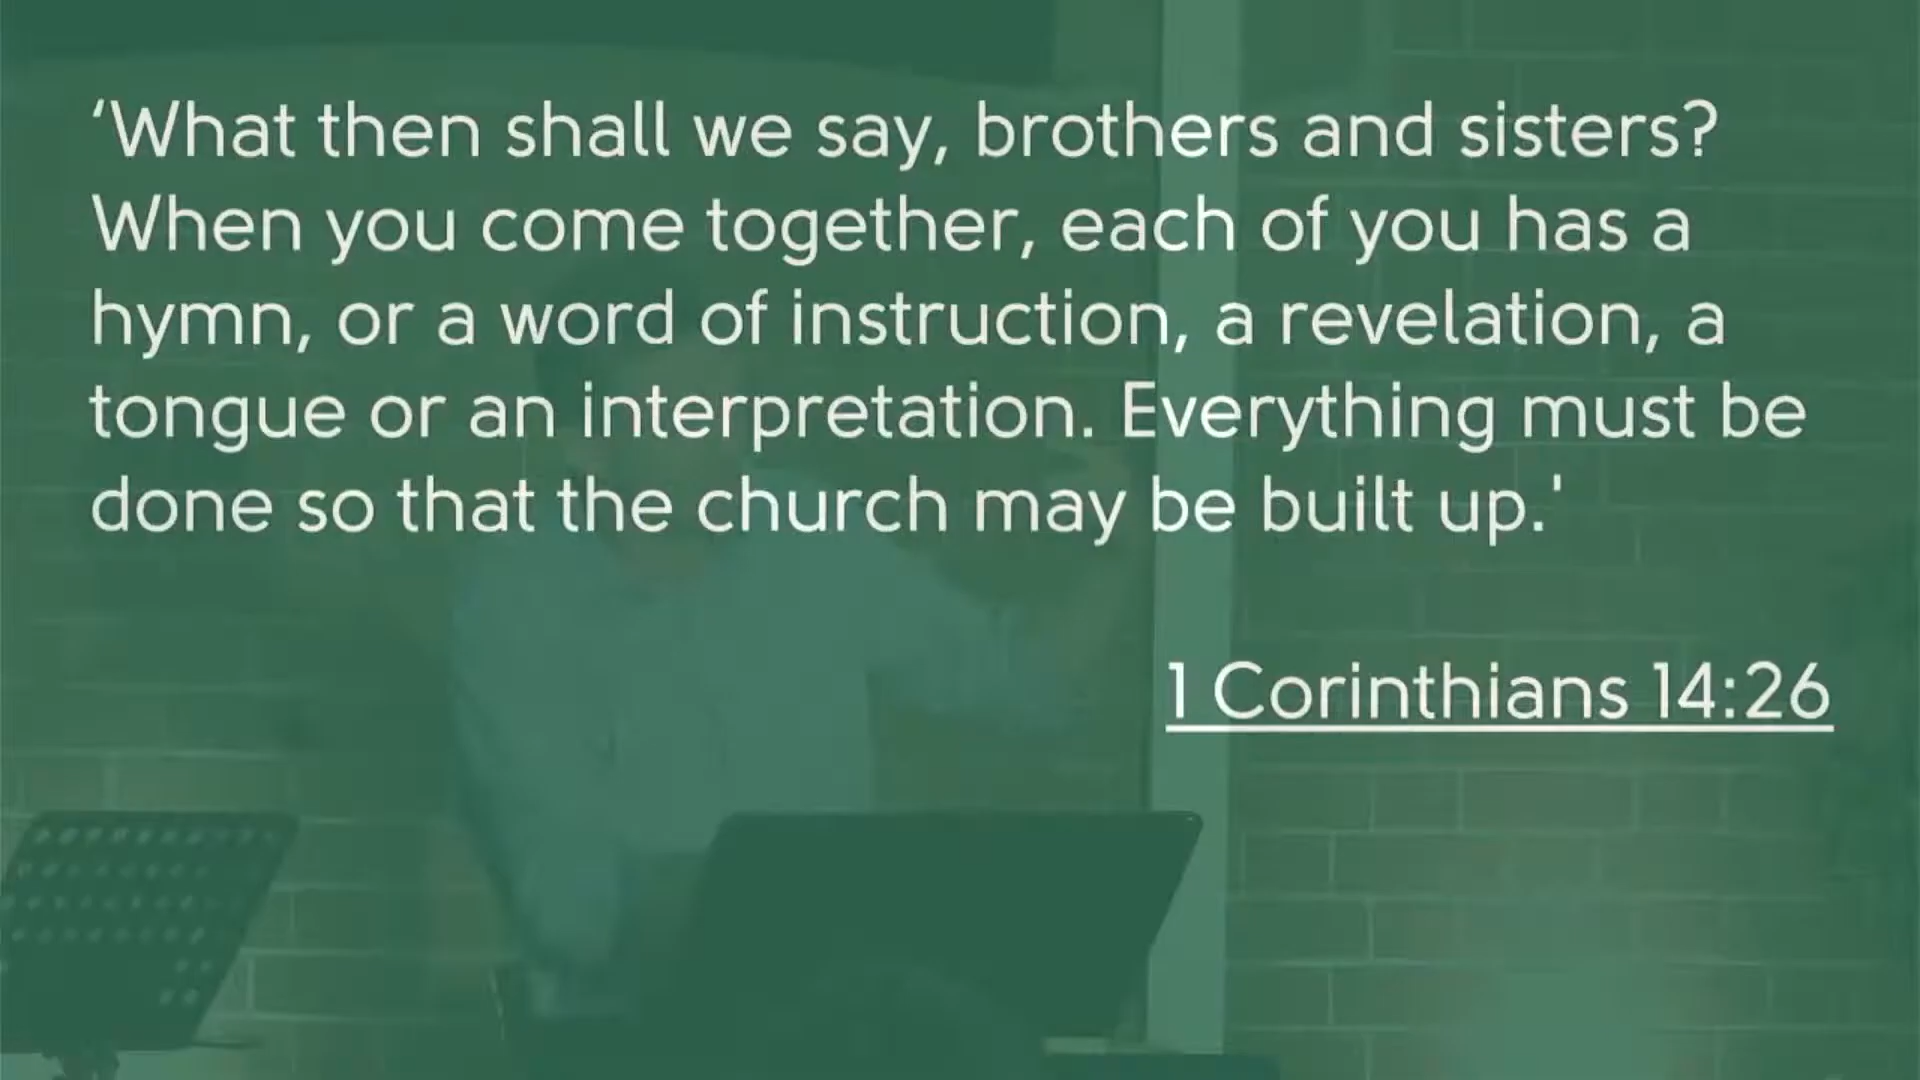 ‘What then shall we say, brothers and sisters?
When you come together, each of you has a
hymn, or a word of instruction, a revelation, a
tongue or an interpretation. Everything must be
done so that the church may be built up.'
1 Corinthians 14:26